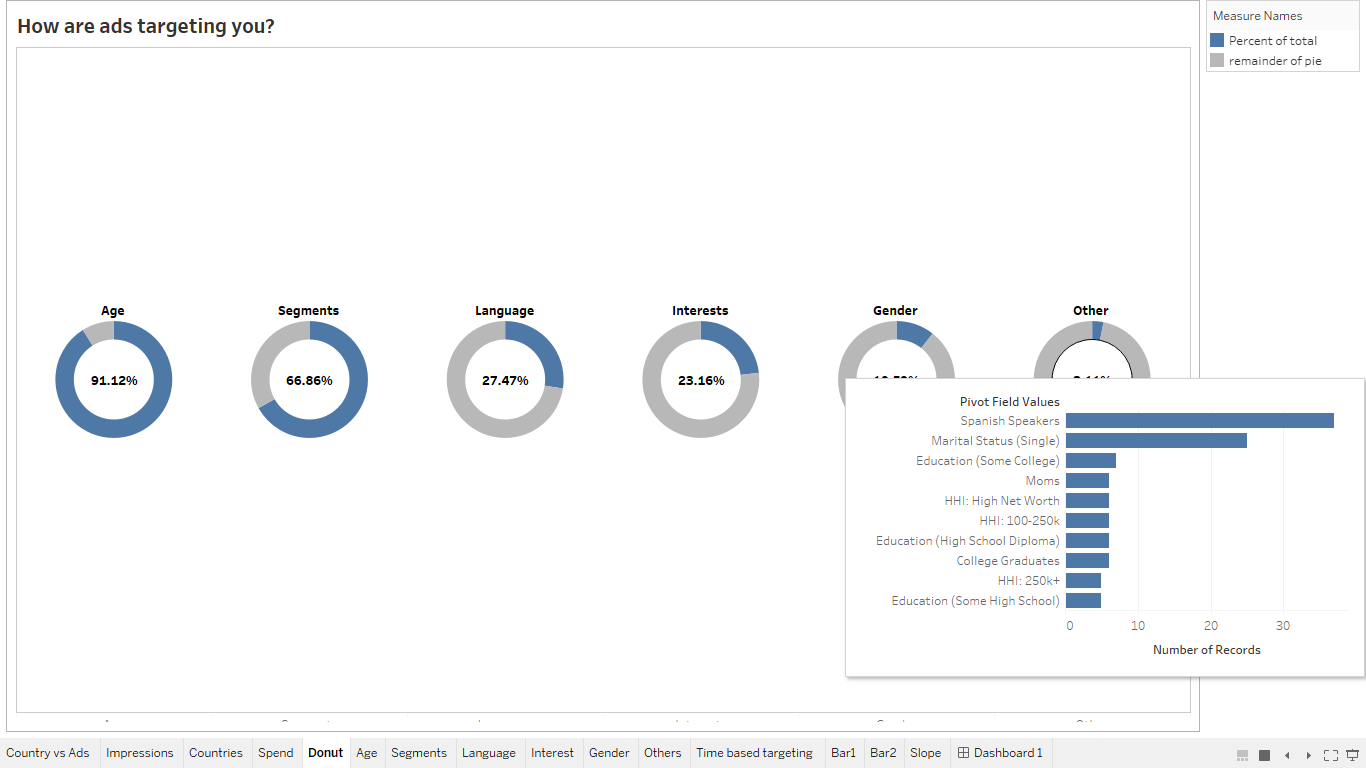 How are ads targeting you?
Measure Names
Percent of total
remainder of pie
Age
Segments
Language
Interests
Gender
Other
91.12%
66.86%
27.47%
23.16%
Pivot Field Values
Spanish Speakers
Marital Status (Single)
Education (Some College)
Moms
HHI: High Net Worth
HHI: 100-250k
Education (High School Diploma)
College Graduates
HHI: 250k+
Education (Some High School)
0 10 20 30
Number of Records
Country vs Ads Impressions Countries Spend Donut Age Segments Language Interest Gender Others Time based targeting Bar1 Bar2 Slope Dashboard 1